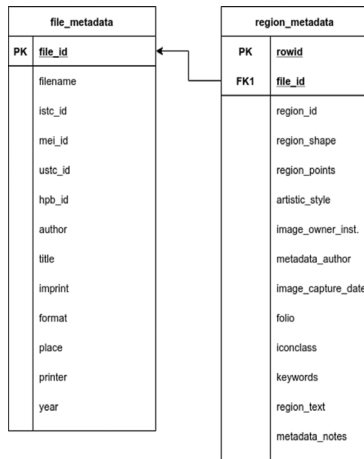 file_metadata
PK file_id
filename
istc_id
mei_id
ustc_id
hpb_id
author
title
imprint
format
place
printer
year
region_metadata
PK rowid
FK1 file_id
region_id
region_shape
region_points
artistic_style
image_owner_inst.
metadata_author
image_capture_date
folio
iconclass
keywords
region_text
metadata_notes